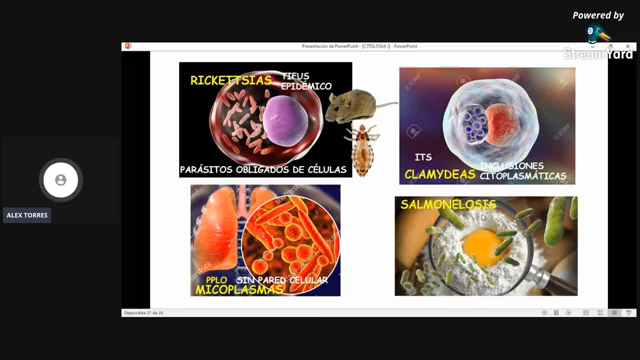 Powered by
StreamYard
Presentación de PowerPoint - [CITOLOGIA I] - PowerPoint
RICKETTSIAS
TIFUS
EPIDÉMICO
PARÁSITOS OBLIGADOS DE CÉLULAS
ITS
INCLUSIONES
CLAMYDEAS CITOPLASMÁTICAS
ALEX TORRES
PPLO SIN PARED CELULAR
MICOPLASMAS
SALMONELOSIS
Diapositiva 27 de 28